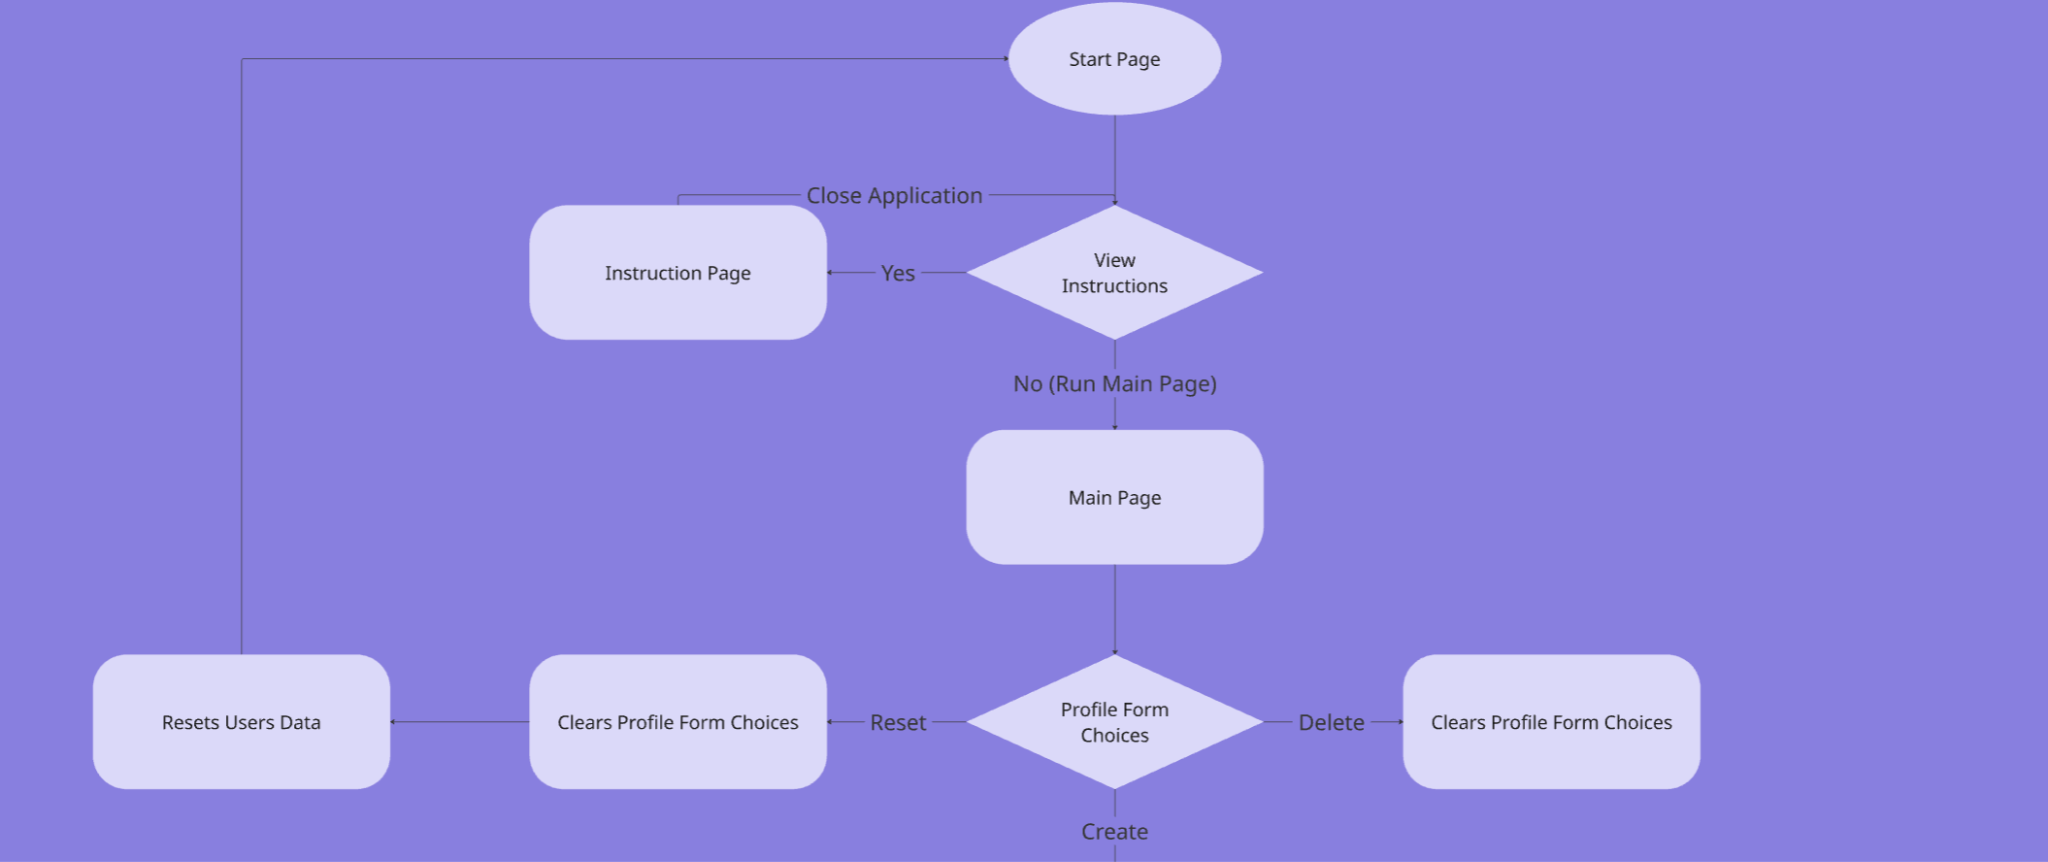 Start Page
Close Application
Instruction Page
Yes
View
Instructions
No (Run Main Page)
Main Page
Resets Users Data
Clears Profile Form Choices
Reset
Profile Form
Choices
Delete
Clears Profile Form Choices
Create